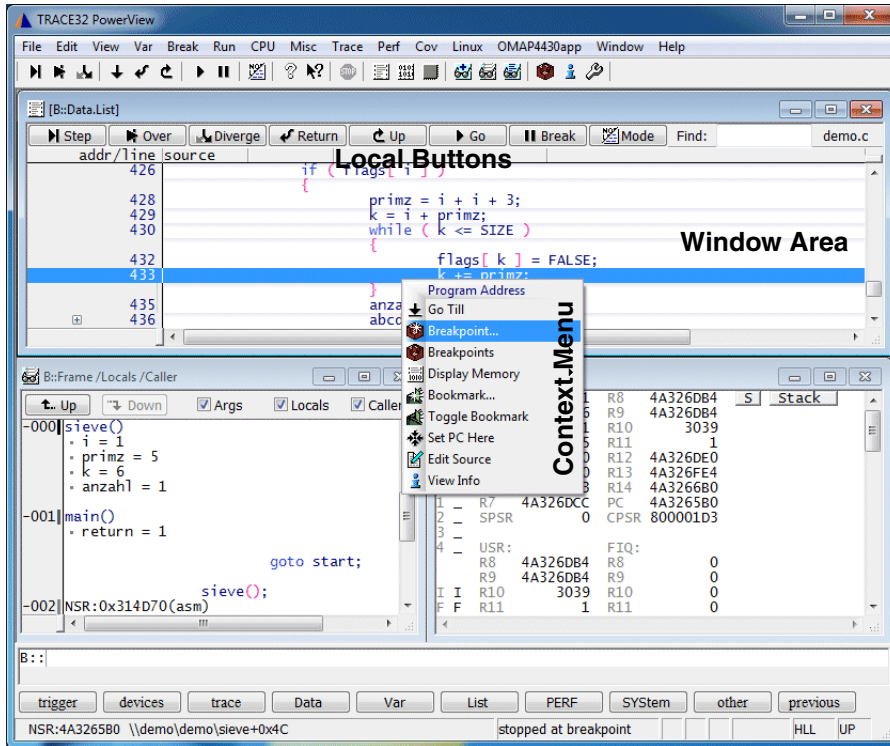 TRACE32 PowerView
File Edit View Var Break Run CPU Misc Trace Perf Cov Linux OMAP4430app Window Help
[B::Data.List]
Step Over Diverge Return Up Go Break Mode Find: demo.c
addr/line source
Local Buttons
426 if ( flags[ i ] )
{
428 primz = i + i + 3;
429 k = i + primz;
430 while ( k <= SIZE )
{
Window Area
432 flags[ k ] = FALSE;
433 k += primz;
}
435 anza
436 abcd
Program Address
Go Till
Breakpoint...
Breakpoints
Display Memory
Bookmark...
Toggle Bookmark
Set PC Here
Edit Source
View Info
Context Menu
B::Frame /Locals /Caller
Up Down Args Locals Caller
-000 sieve()
i = 1
primz = 5
k = 6
anzahl = 1
-001 main()
return = 1
goto start;
sieve();
-002 NSR:0x314D70(asm)
R8 4A326DB4 S Stack
R9 4A326DB4
R10 3039
R11 1
R12 4A326DE0
R13 4A326FE4
R14 4A3266B0
1 _ R7 4A326DCC PC 4A3265B0
2 _ SPSR 0 CPSR 800001D3
3 _
4 _ USR: FIQ:
R8 4A326DB4 R8 0
R9 4A326DB4 R9 0
I I R10 3039 R10 0
F F R11 1 R11 0
B::
trigger devices trace Data Var List PERF SYStem other previous
NSR:4A3265B0 \\demo\demo\sieve+0x4C stopped at breakpoint HLL UP